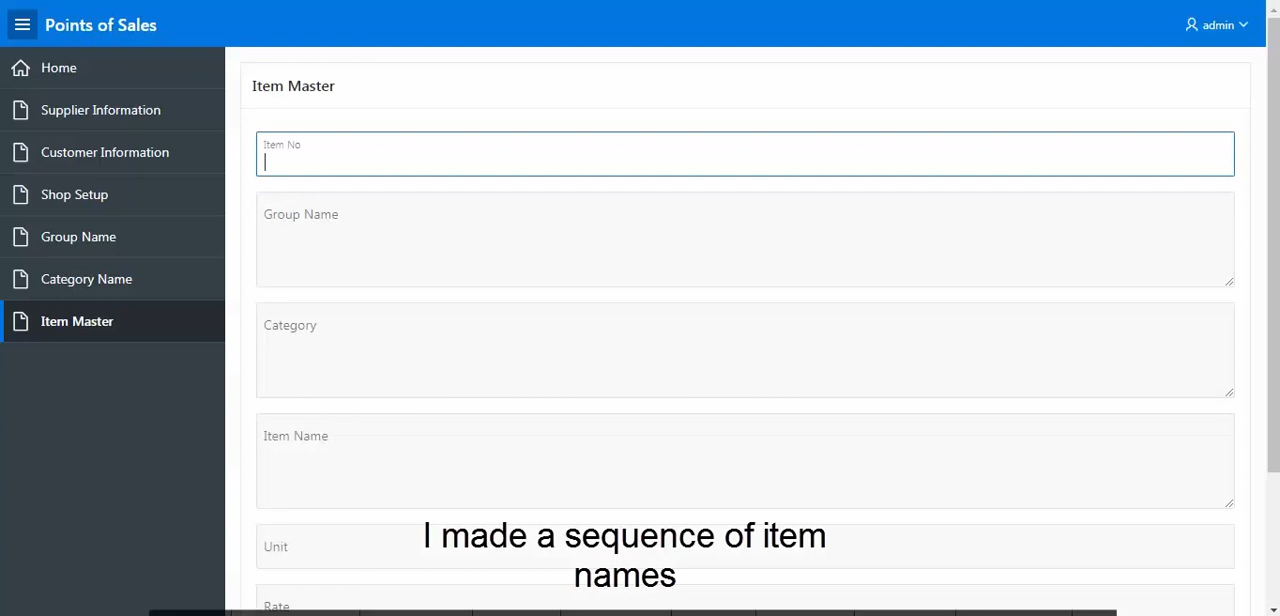 Points of Sales
admin
Home
Supplier Information
Customer Information
Shop Setup
Group Name
Category Name
Item Master
Item Master
Item No
Group Name
Category
Item Name
Unit
Rate
I made a sequence of item
names